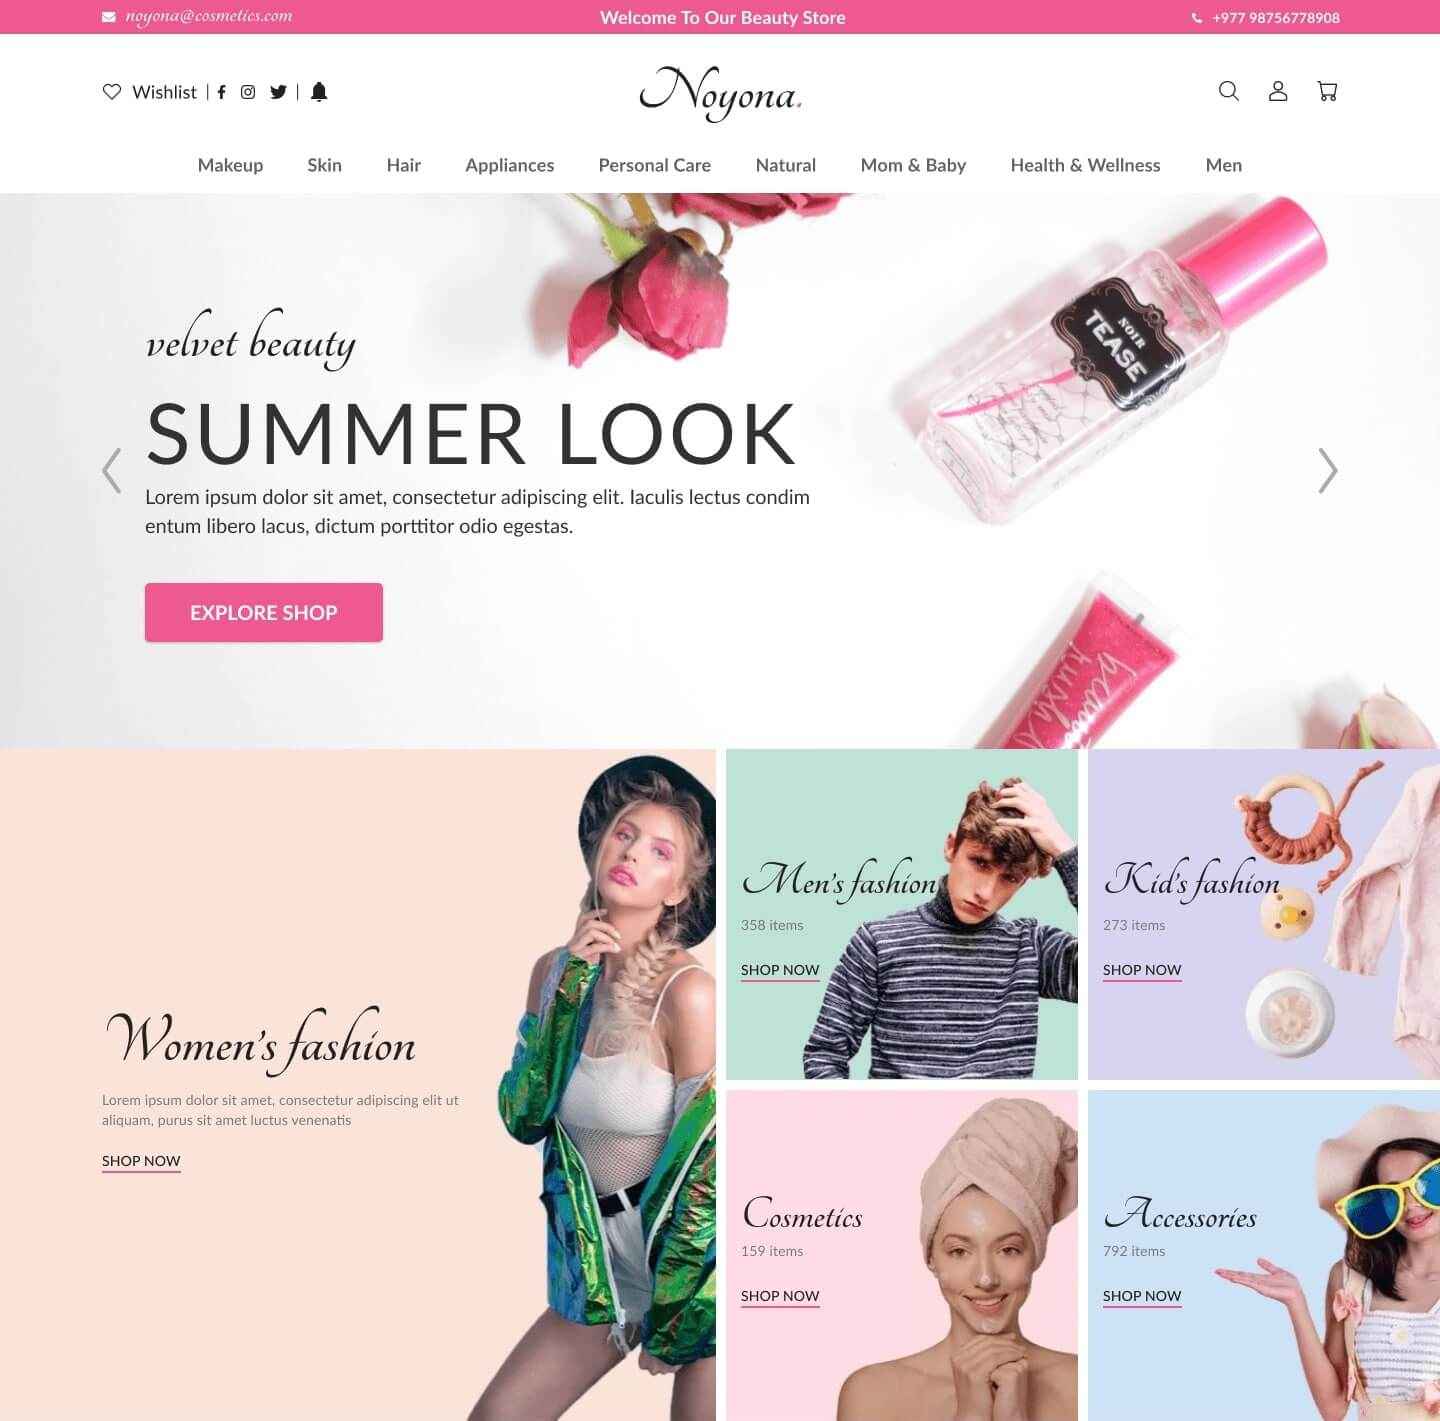 noyona@cosmetics.com
Welcome To Our Beauty Store
+977 98756778908
Wishlist
Noyona.
Makeup Skin Hair Appliances Personal Care Natural Mom & Baby Health & Wellness Men
velvet beauty
SUMMER LOOK
Lorem ipsum dolor sit amet, consectetur adipiscing elit. Iaculis lectus condim
entum libero lacus, dictum porttitor odio egestas.
EXPLORE SHOP
NOIR
TEASE
Women's fashion
Lorem ipsum dolor sit amet, consectetur adipiscing elit ut
aliquam, purus sit amet luctus venenatis
SHOP NOW
Men's fashion
358 items
SHOP NOW
Kid's fashion
273 items
SHOP NOW
Cosmetics
159 items
SHOP NOW
Accessories
792 items
SHOP NOW